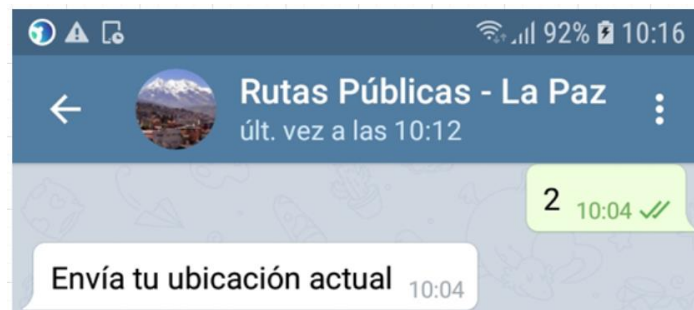 92% 10:16
Rutas Públicas - La Paz
últ. vez a las 10:12
2 10:04
Envía tu ubicación actual 10:04